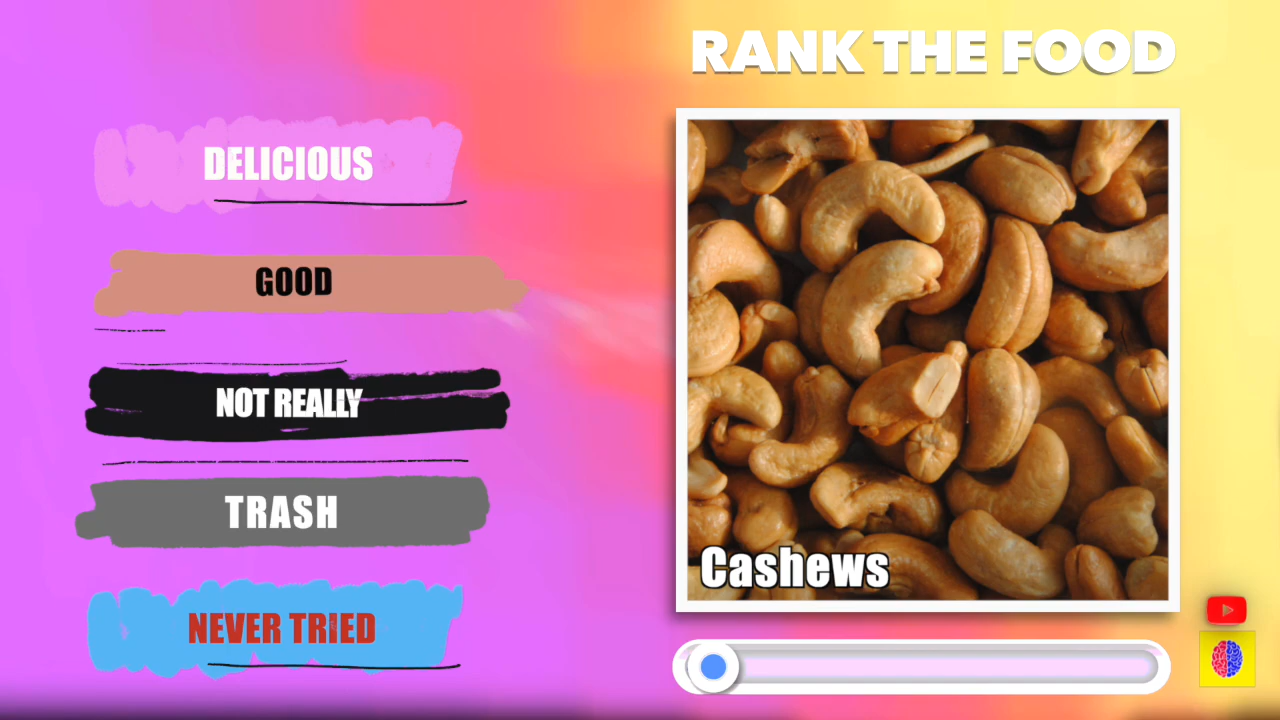 RANK THE FOOD
DELICIOUS
GOOD
NOT REALLY
TRASH
NEVER TRIED
Cashews